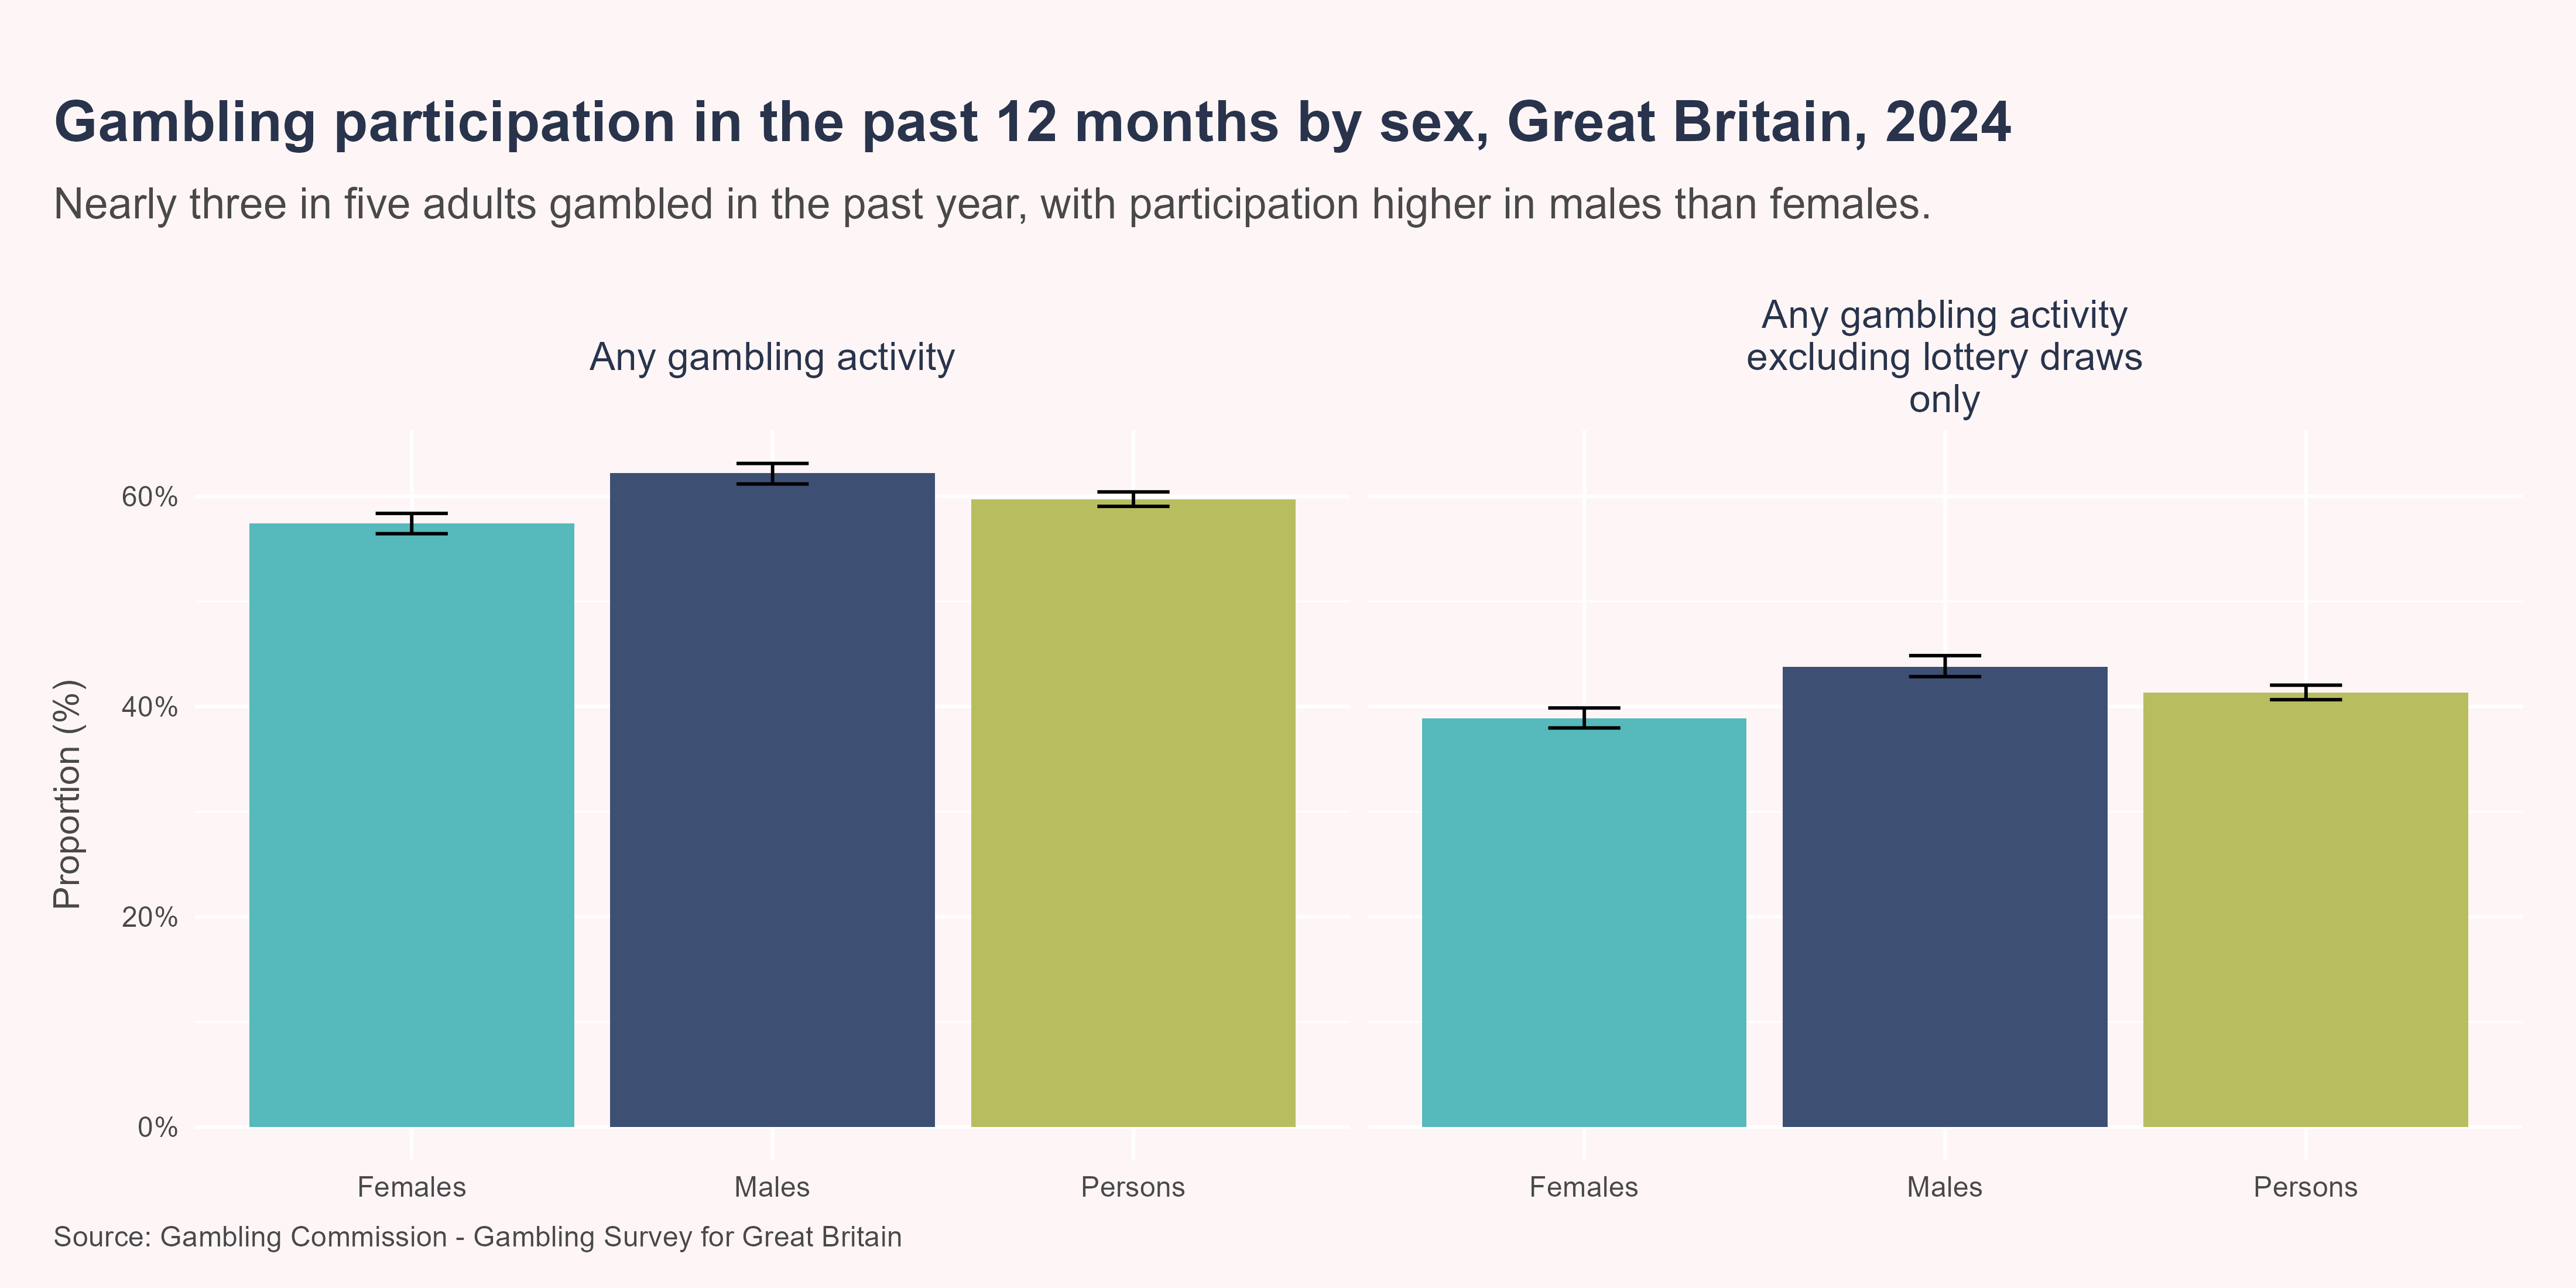 Gambling participation in the past 12 months by sex, Great Britain, 2024
Nearly three in five adults gambled in the past year, with participation higher in males than females.
Any gambling activity
Any gambling activity
excluding lottery draws
only
Proportion (%)
60%
40%
20%
0%
Females
Males
Persons
Females
Males
Persons
Source: Gambling Commission - Gambling Survey for Great Britain